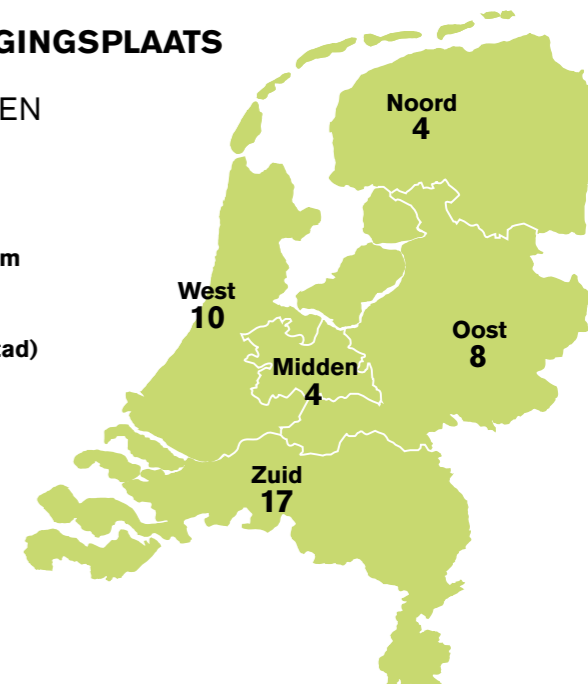 GINGSPLAATS
EN
m
tad)
Noord
4
West
10
Oost
8
Midden
4
Zuid
17